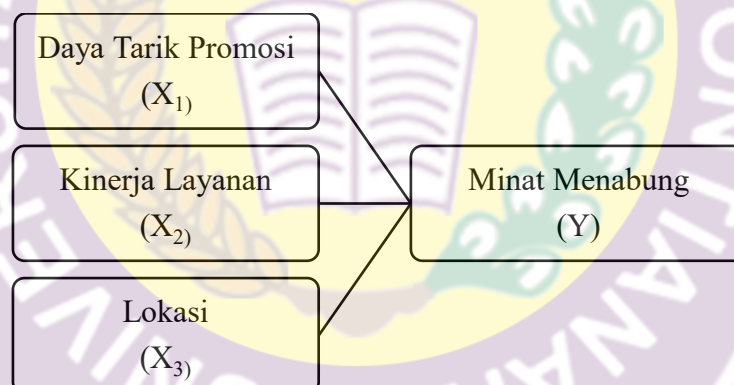 Daya Tarik Promosi
(X1)
Kinerja Layanan
(X2)
Minat Menabung
(Y)
Lokasi
(X3)